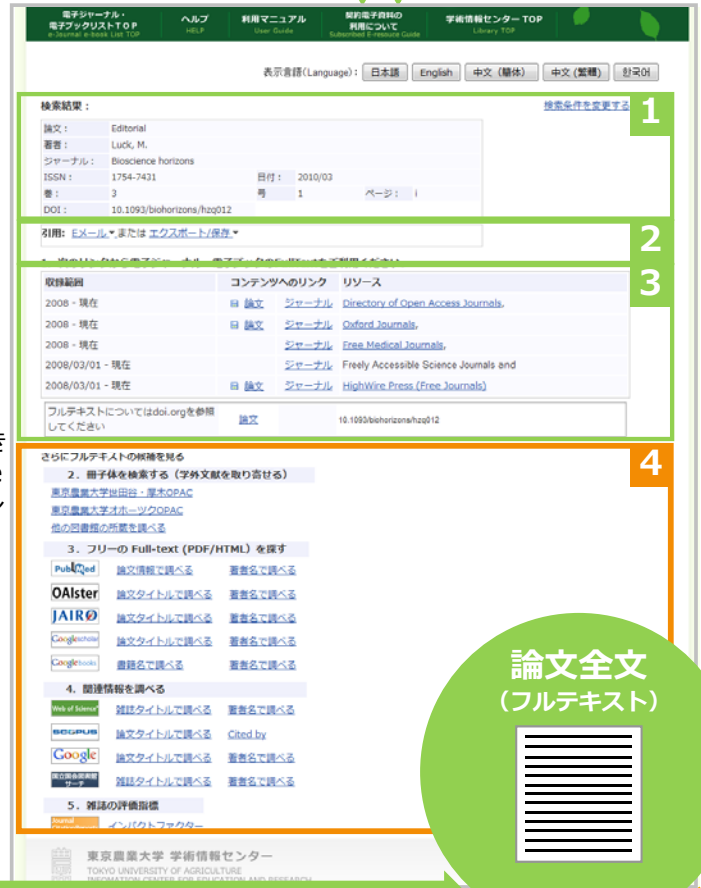 電子ジャーナル・
電子ブックリストTOP
e-Journal e-book List TOP
ヘルプ
HELP
利用マニュアル
User Guide
契約電子資料の
利用について
Subscribed E-resource Guide
学術情報センター TOP
Library TOP
表示言語(Language): 日本語 English 中文 (簡体) 中文 (繁體) 한국어
検索結果： 検索条件を変更する 1
論文： Editorial
著者： Luck, M.
ジャーナル： Bioscience horizons
ISSN： 1754-7431 日付： 2010/03
巻： 3 号 1 ページ： i
DOI： 10.1093/biohorizons/hzq012
引用: Eメール または エクスポート/保存 2
3
収録範囲 コンテンツへのリンク リソース
2008 - 現在 論文 ジャーナル Directory of Open Access Journals,
2008 - 現在 論文 ジャーナル Oxford Journals,
2008 - 現在 ジャーナル Free Medical Journals,
2008/03/01 - 現在 ジャーナル Freely Accessible Science Journals and
2008/03/01 - 現在 論文 ジャーナル HighWire Press (Free Journals)
フルテキストについてはdoi.orgを参照
してください 論文 10.1093/biohorizons/hzq012
さらにフルテキストの候補を見る 4
2. 冊子体を検索する（学外文献を取り寄せる）
東京農業大学世田谷・厚木OPAC
東京農業大学オホーツクOPAC
他の図書館の所蔵を調べる
3. フリーの Full-text (PDF/HTML) を探す
PubMed 論文情報で調べる 著者名で調べる
OAIster 論文タイトルで調べる 著者名で調べる
JAIRO 論文タイトルで調べる 著者名で調べる
Googlescholar 論文タイトルで調べる 著者名で調べる
Googlebooks 書籍名で調べる 著者名で調べる
4. 関連情報を調べる
Web of Science 雑誌タイトルで調べる 著者名で調べる
SCOPUS 論文タイトルで調べる Cited by
Google 論文タイトルで調べる 著者名で調べる
国立国会図書館
サーチ 雑誌タイトルで調べる 著者名で調べる
5. 雑誌の評価指標
インパクトファクター
論文全文
（フルテキスト）
東京農業大学 学術情報センター
TOKYO UNIVERSITY OF AGRICULTURE
INFOMATION CENTER FOR EDUCATION AND RESEARCH